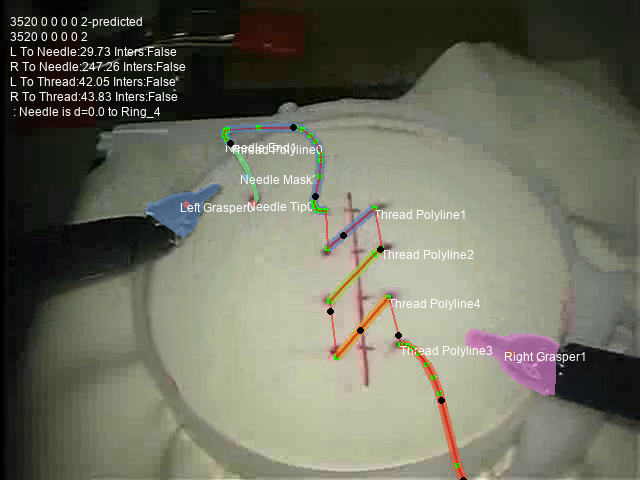 3520 0 0 0 0 2-predicted
3520 0 0 0 0 2
L To Needle:29.73 Inters:False
R To Needle:247.26 Inters:False
L To Thread:42.05 Inters:False
R To Thread:43.83 Inters:False
: Needle is d=0.0 to Ring_4
Thread Polyline0
Needle Mask
Left Grasper
Needle Tip
Thread Polyline1
Thread Polyline2
Thread Polyline4
Thread Polyline3
Right Grasper1